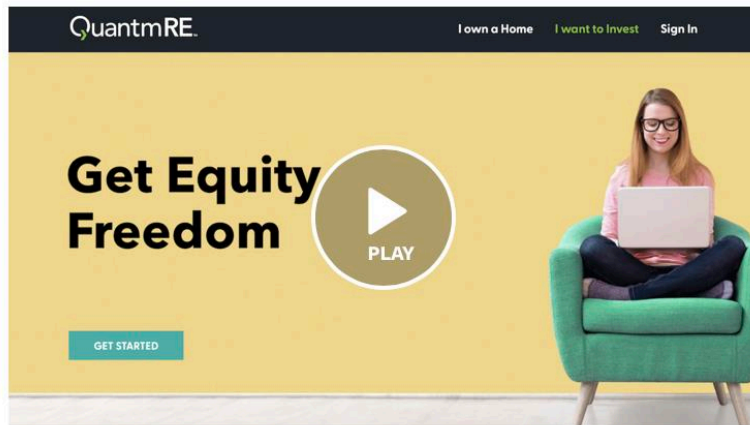 QuantmRE
I own a Home
I want to Invest
Sign In
Get Equity
Freedom
PLAY
GET STARTED